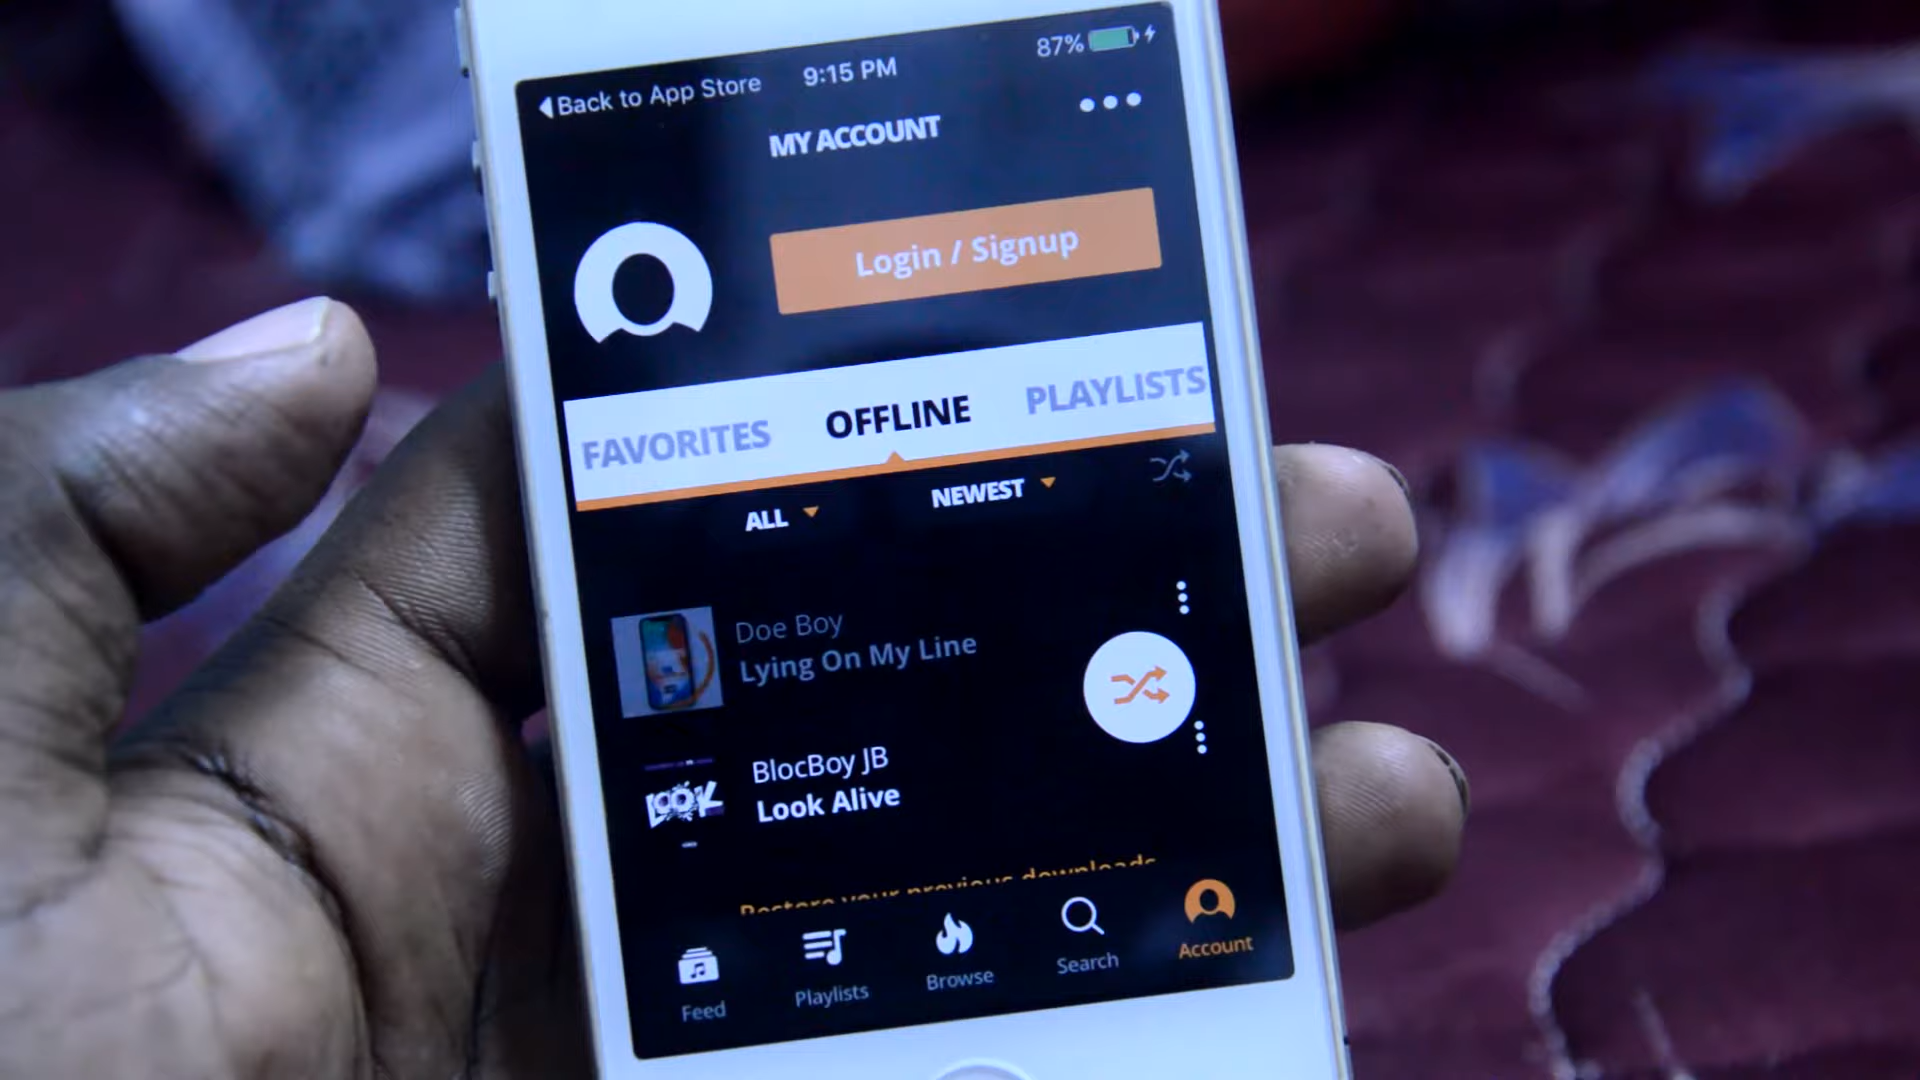 Back to App Store 9:15 PM 87%
MY ACCOUNT
Login / Signup
FAVORITES OFFLINE PLAYLISTS
ALL NEWEST
Doe Boy
Lying On My Line
BlocBoy JB
LOOK
Look Alive
Restore your previous downloads
Feed Playlists Browse Search Account